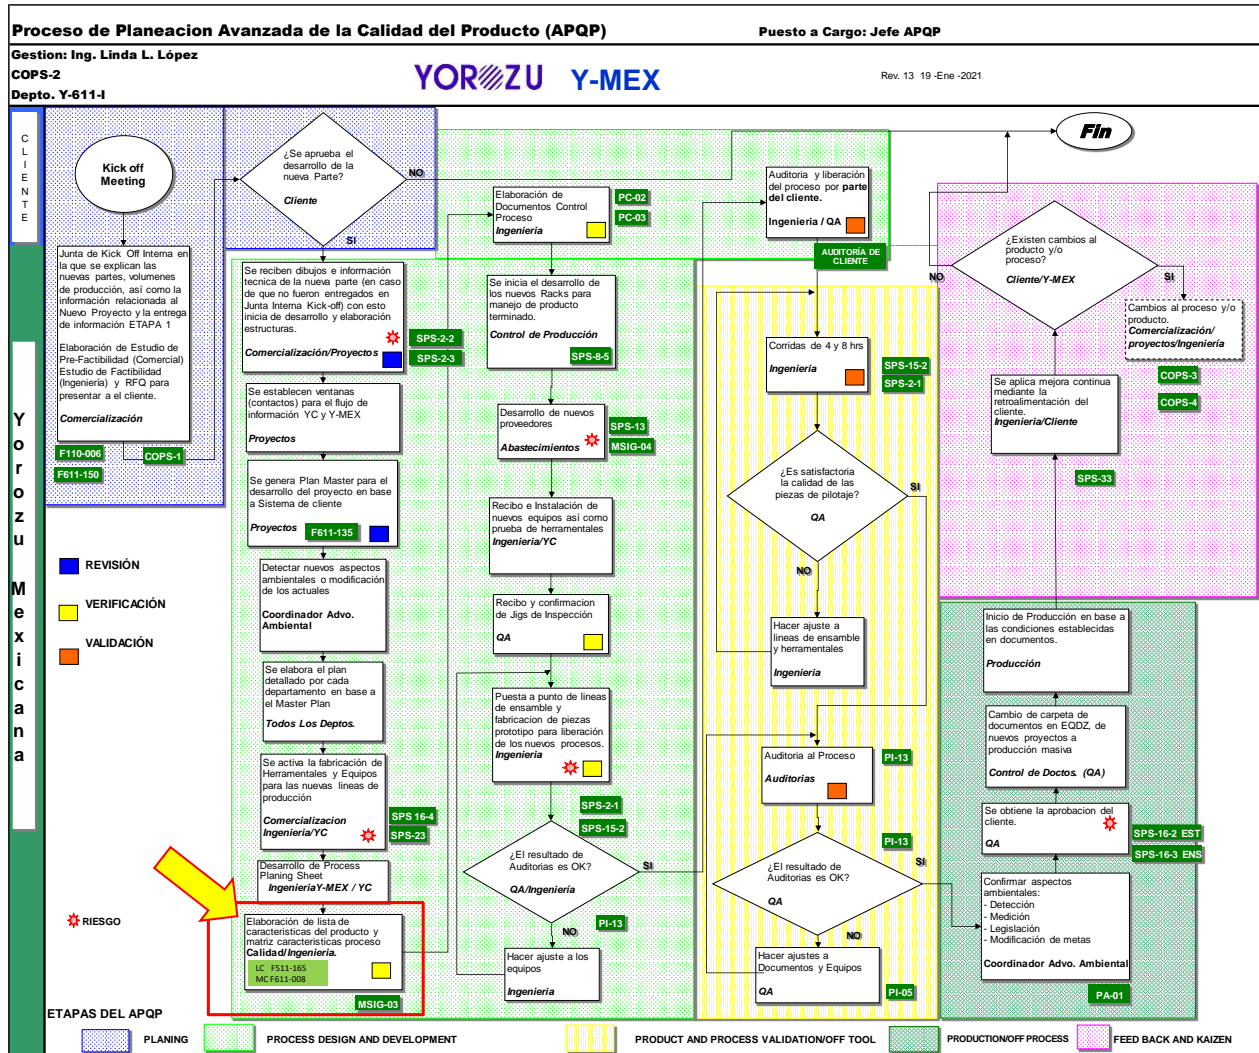 Proceso de Planeacion Avanzada de la Calidad del Producto (APQP)
Puesto a Cargo: Jefe APQP
Gestion: Ing. Linda L. López
COPS-2
Depto. Y-611-I
YOROZU Y-MEX
Rev. 13 19 -Ene -2021
CLIENTE
Yorozu Mexicana
Kick off
Meeting
Junta de Kick Off Interna en
la que se explican las
nuevas partes, volumenes
de producción, así como la
información relacionada al
Nuevo Proyecto y la entrega
de información ETAPA 1
Elaboración de Estudio de
Pre-Factibilidad (Comercial)
Estudio de Factibilidad
(Ingeniería) y RFQ para
presentar a el cliente.
Comercialización
F110-006
COPS-1
F611-150
REVISIÓN
VERIFICACIÓN
VALIDACIÓN
RIESGO
¿Se aprueba el
desarrollo de la
nueva Parte?
Cliente
NO
SI
Se reciben dibujos e información
tecnica de la nueva parte (en caso
de que no fueron entregados en
Junta Interna Kick-off) con esto
inicia de desarrollo y elaboración
estructuras.
Comercialización/Proyectos
SPS-2-2
SPS-2-3
Se establecen ventanas
(contactos) para el flujo de
información YC y Y-MEX
Proyectos
Se genera Plan Master para el
desarrollo del proyecto en base
a Sistema de cliente
Proyectos
F611-135
Detectar nuevos aspectos
ambientales o modificación
de los actuales
Coordinador Advo.
Ambiental
Se elabora el plan
detallado por cada
departamento en base a
el Master Plan
Todos Los Deptos.
Se activa la fabricación de
Herramentales y Equipos
para las nuevas lineas de
producción
Comercializacion
Ingeniería/YC
SPS 16-4
SPS-23
Desarrollo de Process
Planing Sheet
IngenieriaY-MEX / YC
Elaboración de lista de
caracteristicas del producto y
matriz caracteristicas proceso
Calidad/Ingenieria.
LC F511-165
MC F611-008
MSIG-03
Elaboración de
Documentos Control
Proceso
Ingeniería
PC-02
PC-03
Se inicia el desarrollo de
los nuevos Racks para
manejo de producto
terminado.
Control de Producción
SPS-8-5
Desarrollo de nuevos
proveedores
Abastecimientos
SPS-13
MSIG-04
Recibo e Instalación de
nuevos equipos así como
prueba de herramentales
Ingenieria/YC
Recibo y confirmacion
de Jigs de Inspección
QA
Puesta a punto de lineas
de ensamble y
fabricacion de piezas
prototipo para liberación
de los nuevos procesos.
Ingenieria
SPS-2-1
SPS-15-2
¿El resultado de
Auditorias es OK?
QA/Ingeniería
SI
NO
PI-13
Hacer ajuste a los
equipos
Ingenieria
Auditoria y liberación
del proceso por parte
del cliente.
Ingenieria / QA
AUDITORÍA DE
CLIENTE
Corridas de 4 y 8 hrs
Ingenieria
SPS-15-2
SPS-2-1
¿Es satisfactoria
la calidad de las
piezas de pilotaje?
QA
SI
NO
Hacer ajuste a
lineas de ensamble
y herramentales
Ingenieria
Auditoria al Proceso
Auditorias
PI-13
PI-13
¿El resultado de
Auditorias es OK?
QA
SI
NO
Hacer ajustes a
Documentos y Equipos
QA
PI-05
Fin
¿Existen cambios al
producto y/o
proceso?
Cliente/Y-MEX
NO
SI
Cambios al proceso y/o
producto.
Comercialización/
proyectos/Ingeniería
COPS-3
COPS-4
Se aplica mejora continua
mediante la
retroalimentación del
cliente.
Ingeniería/Cliente
SPS-33
Inicio de Producción en base a
las condiciones establecidas
en documentos.
Producción
Cambio de carpeta de
documentos en EQDZ, de
nuevos proyectos a
producción masiva
Control de Doctos. (QA)
Se obtiene la aprobacion del
cliente.
QA
SPS-16-2 EST
SPS-16-3 ENS
Confirmar aspectos
ambientales:
- Detección
- Medición
- Legislación
- Modificación de metas
Coordinador Advo. Ambiental
PA-01
ETAPAS DEL APQP
PLANING
PROCESS DESIGN AND DEVELOPMENT
PRODUCT AND PROCESS VALIDATION/OFF TOOL
PRODUCTION/OFF PROCESS
FEED BACK AND KAIZEN